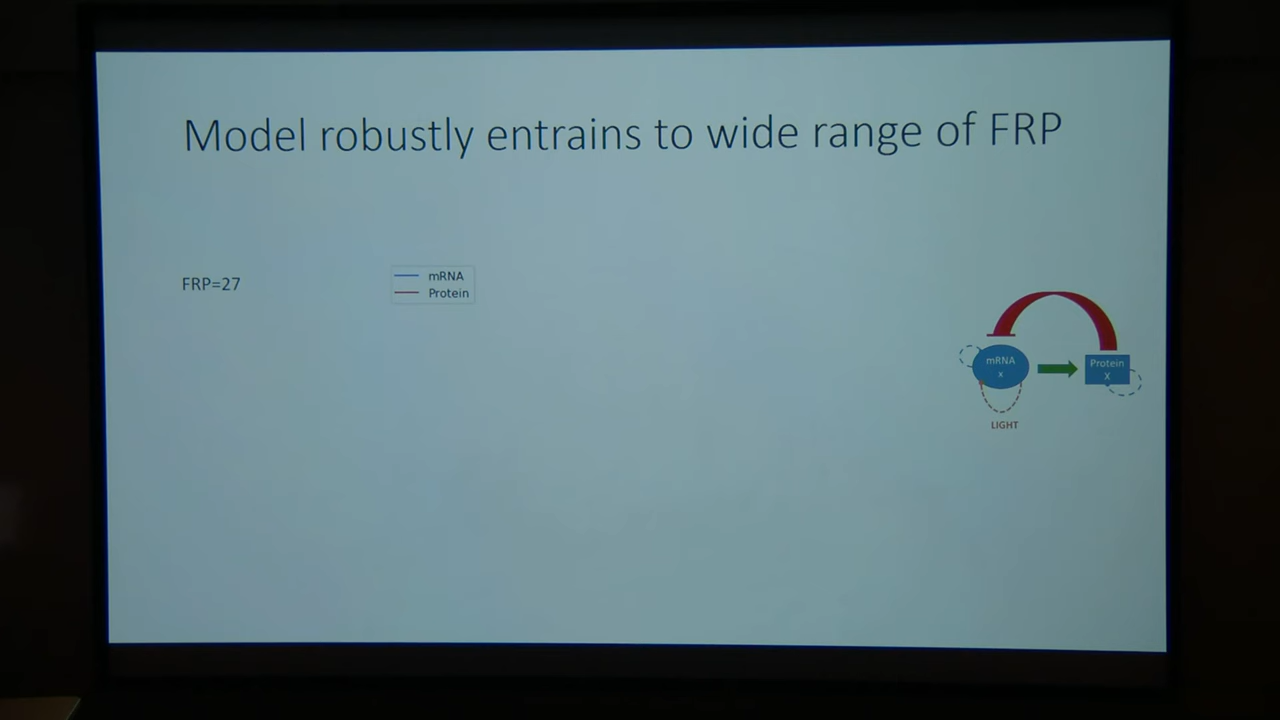 Model robustly entrains to wide range of FRP
FRP=27
mRNA
Protein
mRNA
x
Protein
X
LIGHT